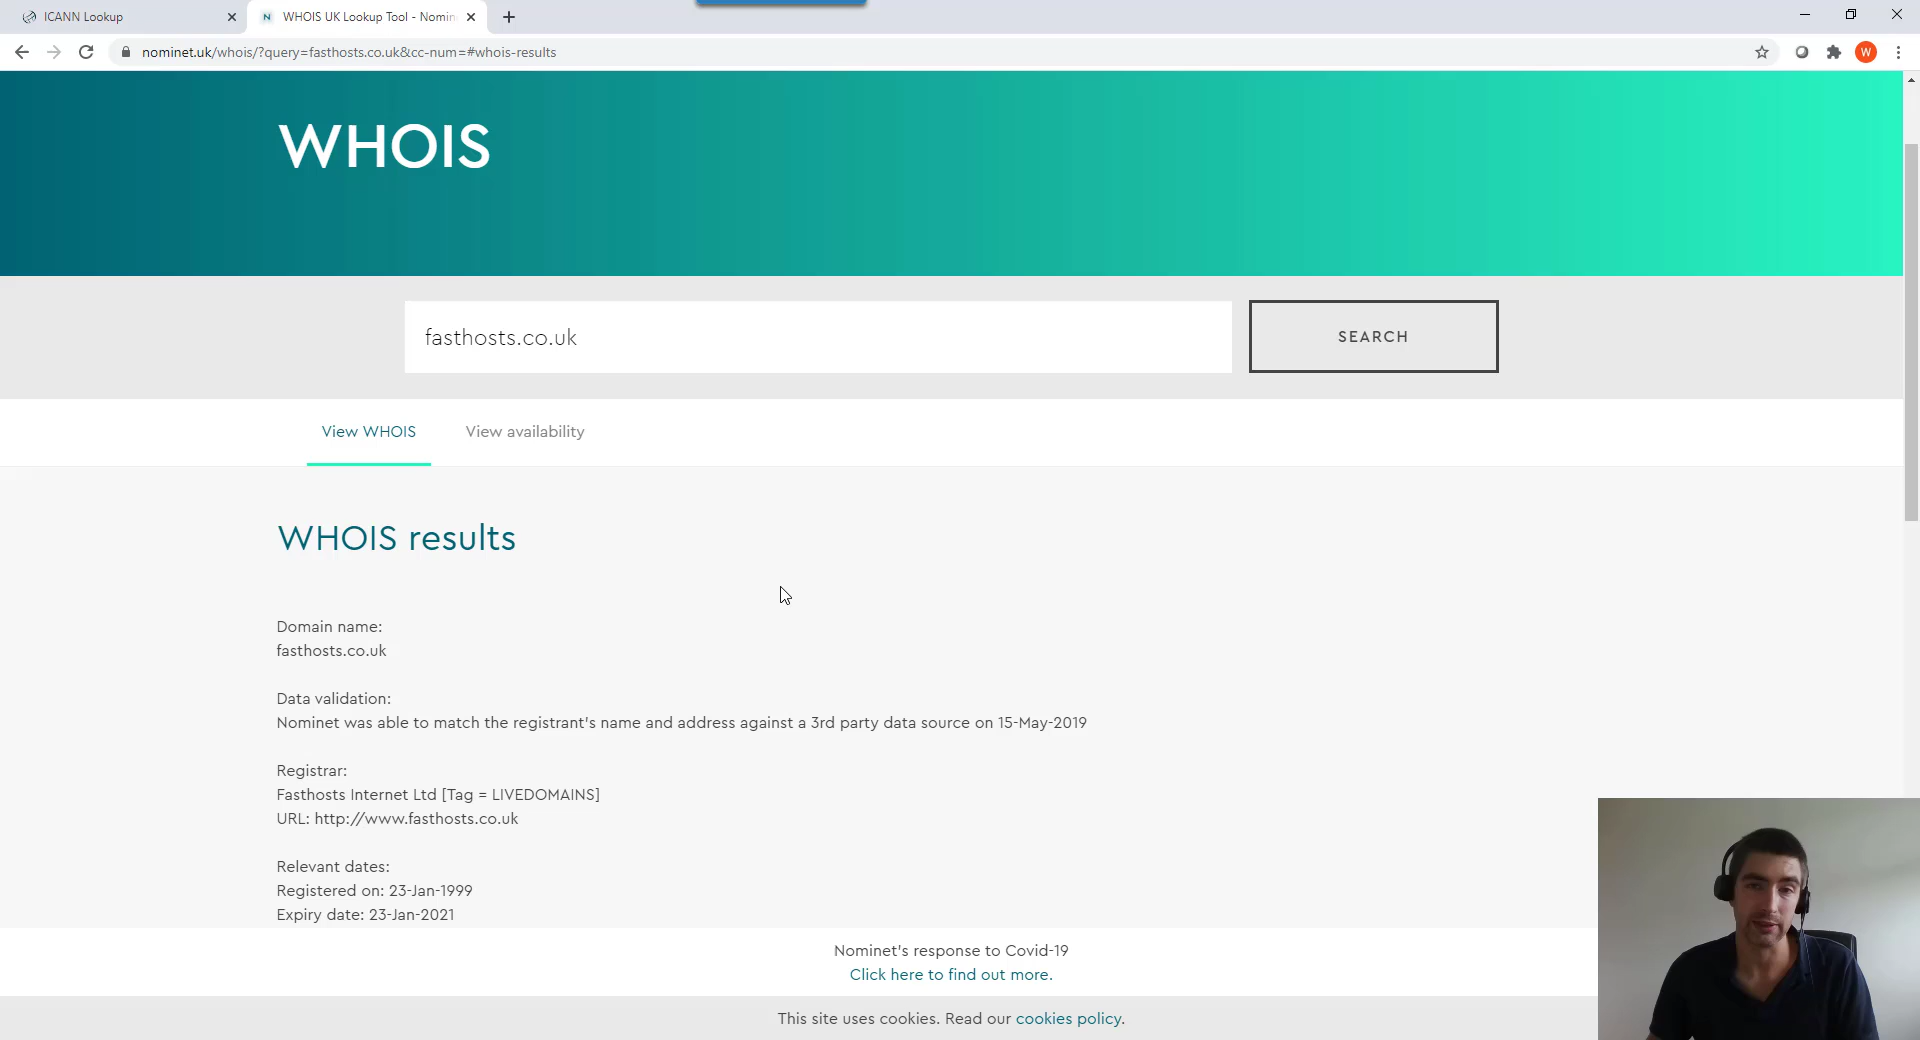 ICANN Lookup
WHOIS UK Lookup Tool - Nomin
nominet.uk/whois/?query=fasthosts.co.uk&cc-num=#whois-results
W
WHOIS
fasthosts.co.uk
SEARCH
View WHOIS
View availability
WHOIS results
Domain name:
fasthosts.co.uk
Data validation:
Nominet was able to match the registrant's name and address against a 3rd party data source on 15-May-2019
Registrar:
Fasthosts Internet Ltd [Tag = LIVEDOMAINS]
URL: http://www.fasthosts.co.uk
Relevant dates:
Registered on: 23-Jan-1999
Expiry date: 23-Jan-2021
Nominet's response to Covid-19
Click here to find out more.
This site uses cookies. Read our cookies policy.